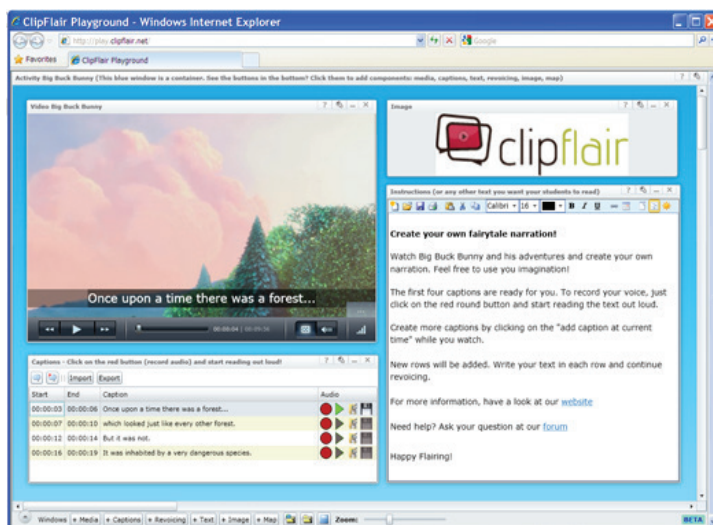 ClipFlair Playground - Windows Internet Explorer
http://play.clipflair.net
Google
Favorites
ClipFlair Playground
Activity Big Buck Bunny (This blue window is a container. See the buttons in the bottom? Click them to add components: media, captions, text, revoicing, image, map)
Video Big Buck Bunny
Once upon a time there was a forest...
00:00:04 | 00:09:56
Image
clipflair
Instructions (or any other text you want your students to read)
Calibri 16 B I U
Create your own fairytale narration!
Watch Big Buck Bunny and his adventures and create your own
narration. Feel free to use you imagination!
The first four captions are ready for you. To record your voice, just
click on the red round button and start reading the text out loud.
Create more captions by clicking on the "add caption at current
time" while you watch.
New rows will be added. Write your text in each row and continue
revoicing.
For more information, have a look at our website
Need help? Ask your question at our forum
Happy Flairing!
Captions - Click on the red button (record audio) and start reading out loud!
Import Export
Start End Caption Audio
00:00:03 00:00:06 Once upon a time there was a forest...
00:00:07 00:00:10 which looked just like every other forest.
00:00:12 00:00:14 But it was not.
00:00:16 00:00:19 It was inhabited by a very dangerous species.
Windows + Media + Captions + Revoicing + Text + Image + Map Zoom: BETA